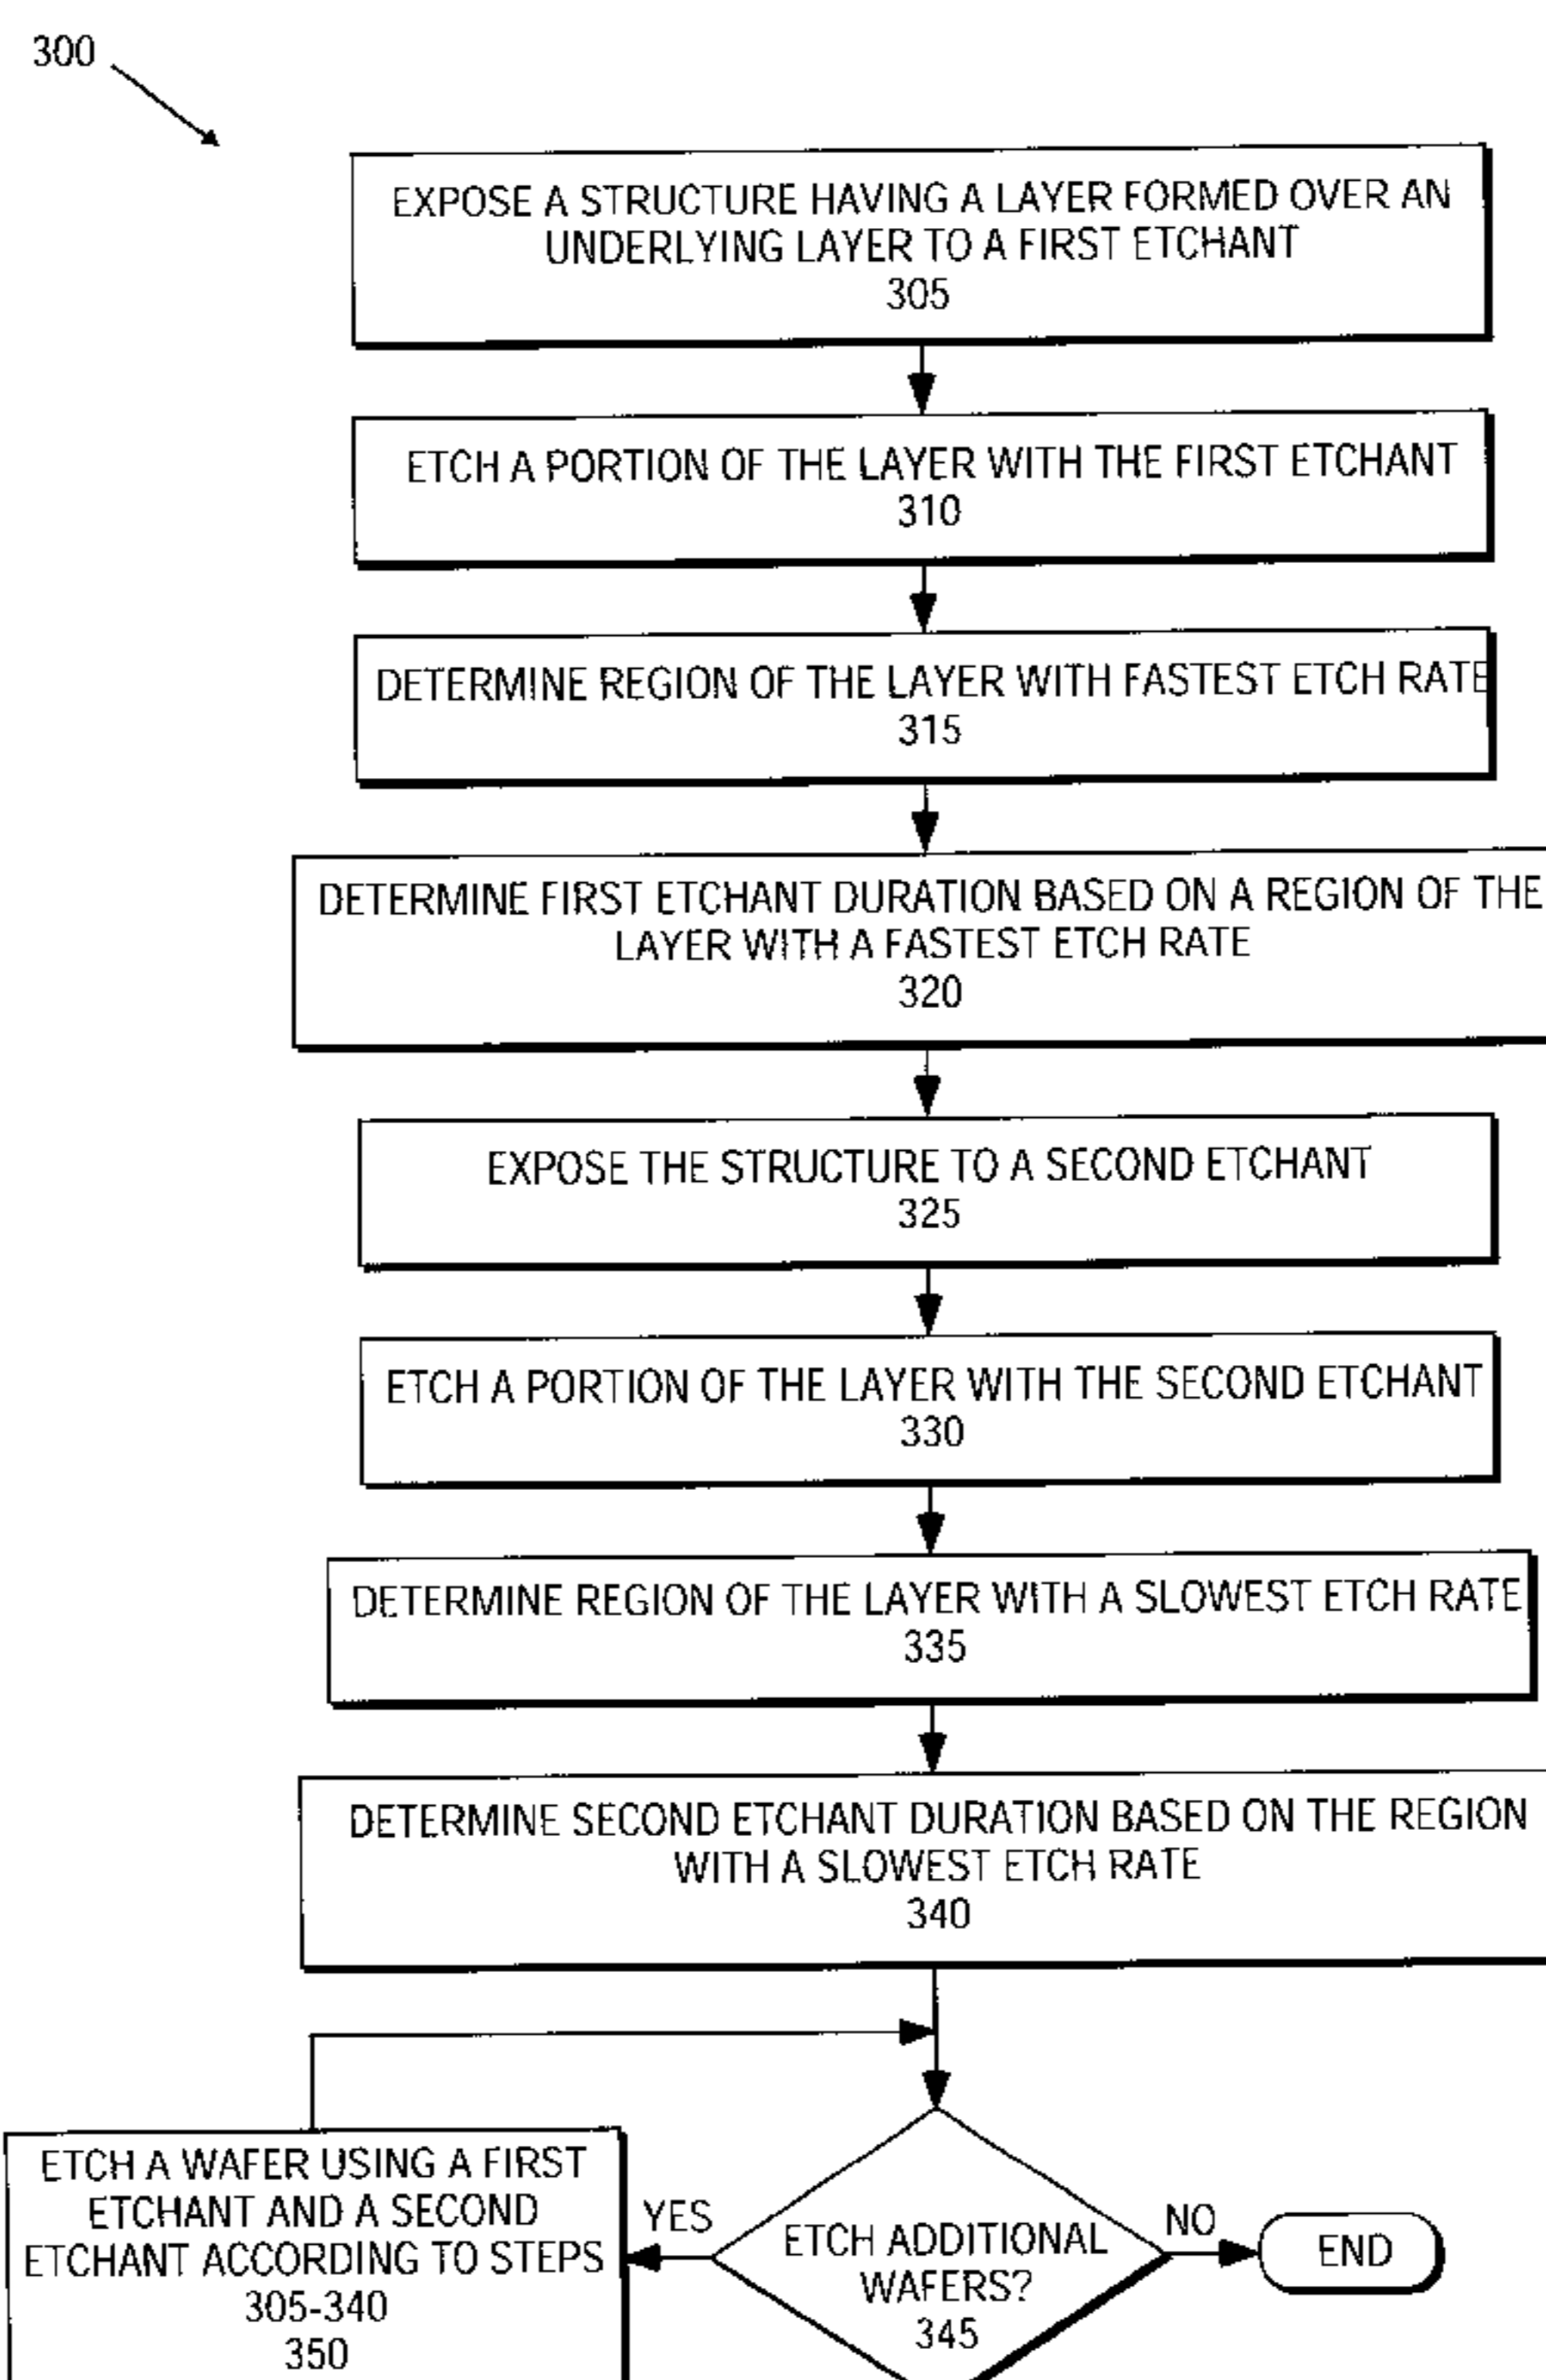 300
EXPOSE A STRUCTURE HAVING A LAYER FORMED OVER AN
UNDERLYING LAYER TO A FIRST ETCHANT
305
ETCH A PORTION OF THE LAYER WITH THE FIRST ETCHANT
310
DETERMINE REGION OF THE LAYER WITH FASTEST ETCH RATE
315
DETERMINE FIRST ETCHANT DURATION BASED ON A REGION OF THE
LAYER WITH A FASTEST ETCH RATE
320
EXPOSE THE STRUCTURE TO A SECOND ETCHANT
325
ETCH A PORTION OF THE LAYER WITH THE SECOND ETCHANT
330
DETERMINE REGION OF THE LAYER WITH A SLOWEST ETCH RATE
335
DETERMINE SECOND ETCHANT DURATION BASED ON THE REGION
WITH A SLOWEST ETCH RATE
340
ETCH A WAFER USING A FIRST
ETCHANT AND A SECOND
ETCHANT ACCORDING TO STEPS
305-340
350
YES
ETCH ADDITIONAL
WAFERS?
345
NO
END